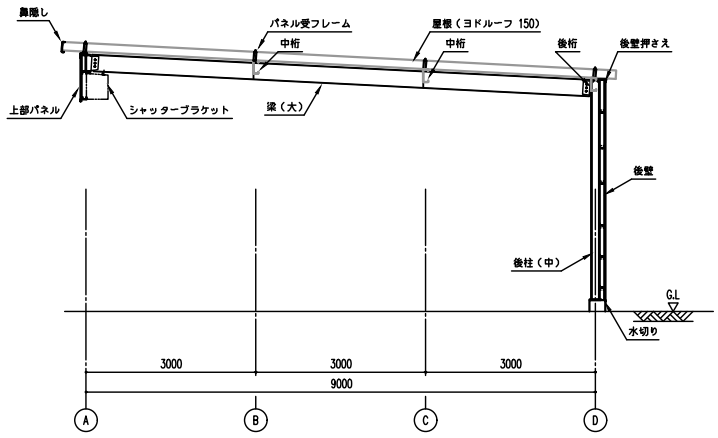 鼻隠し
パネル受フレーム
中桁
屋根（ヨドルーフ 150）
中桁
後桁
後壁押さえ
上部パネル
シャッターブラケット
梁（大）
後壁
後柱（中）
G.L
水切り
3000
3000
3000
9000
A
B
C
D